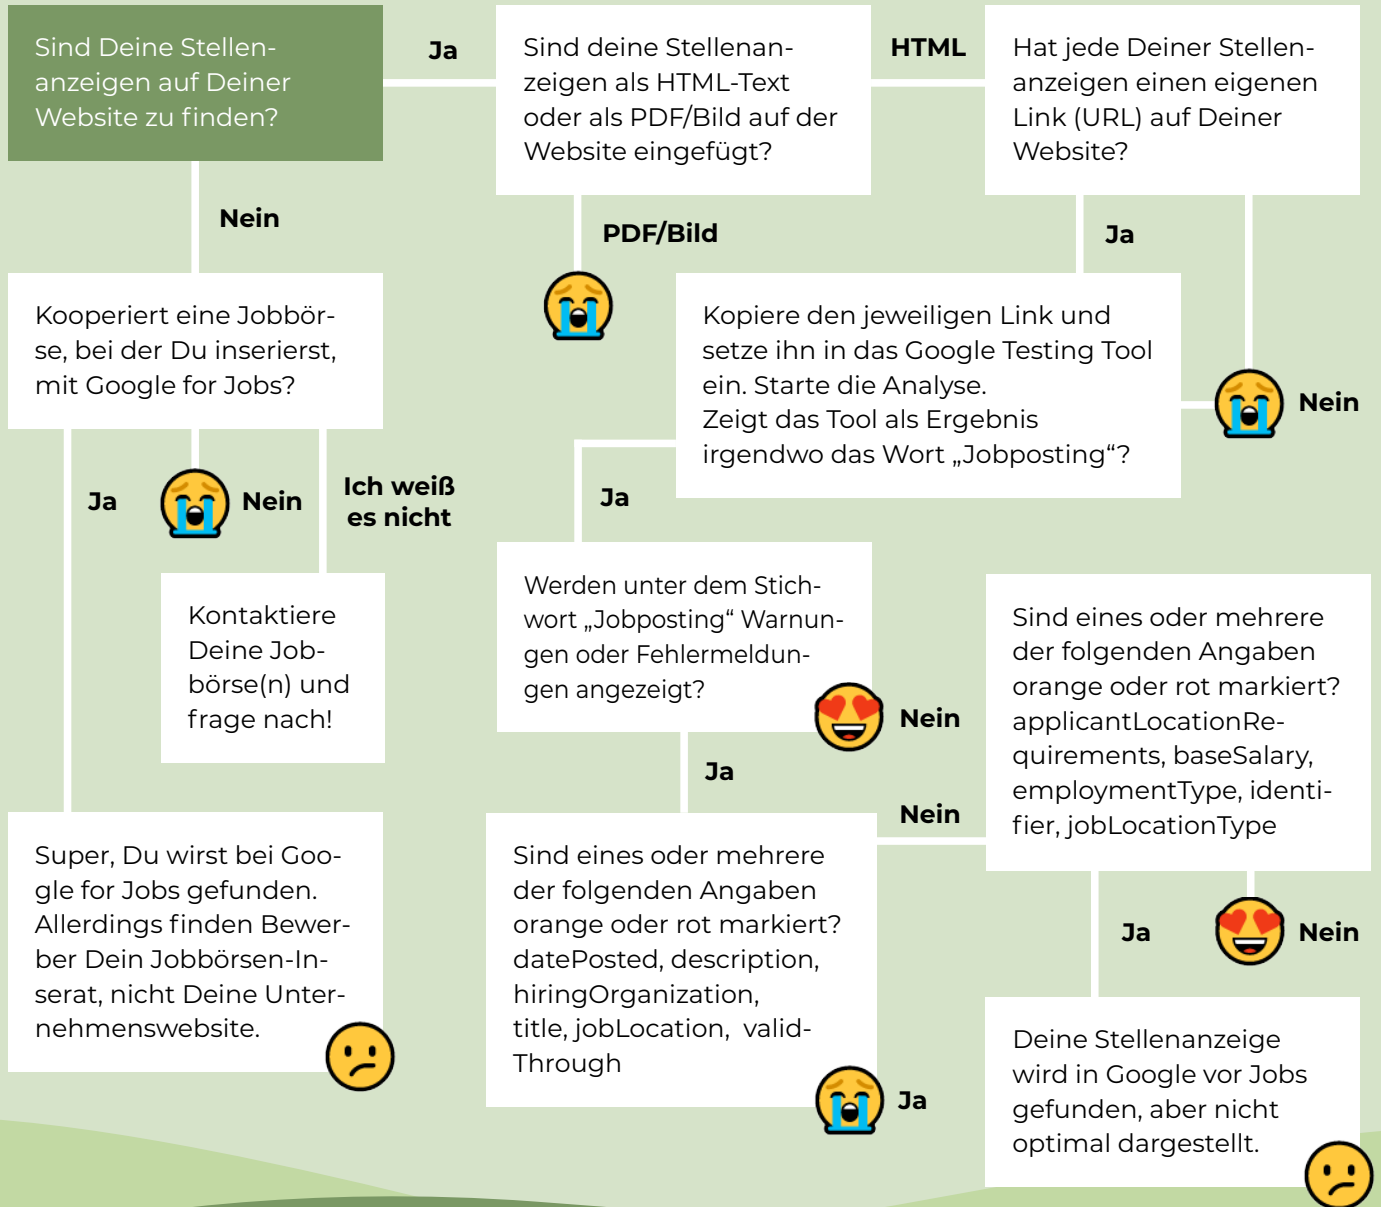 Sind Deine Stellen-
anzeigen auf Deiner
Website zu finden?
Ja
Sind deine Stellenan-
zeigen als HTML-Text
oder als PDF/Bild auf der
Website eingefügt?
HTML
Hat jede Deiner Stellen-
anzeigen einen eigenen
Link (URL) auf Deiner
Website?
Nein
PDF/Bild
Ja
Kooperiert eine Jobbör-
se, bei der Du inserierst,
mit Google for Jobs?
Kopiere den jeweiligen Link und
setze ihn in das Google Testing Tool
ein. Starte die Analyse.
Zeigt das Tool als Ergebnis
irgendwo das Wort „Jobposting“?
Nein
Ja
Nein
Ich weiß
es nicht
Ja
Kontaktiere
Deine Job-
börse(n) und
frage nach!
Werden unter dem Stich-
wort „Jobposting“ Warnun-
gen oder Fehlermeldun-
gen angezeigt?
Nein
Ja
Nein
Sind eines oder mehrere
der folgenden Angaben
orange oder rot markiert?
applicantLocationRe-
quirements, baseSalary,
employmentType, identi-
fier, jobLocationType
Super, Du wirst bei Goo-
gle for Jobs gefunden.
Allerdings finden Bewer-
ber Dein Jobbörsen-In-
serat, nicht Deine Unter-
nehmenswebsite.
Sind eines oder mehrere
der folgenden Angaben
orange oder rot markiert?
datePosted, description,
hiringOrganization,
title, jobLocation, valid-
Through
Ja
Ja
Nein
Deine Stellenanzeige
wird in Google vor Jobs
gefunden, aber nicht
optimal dargestellt.